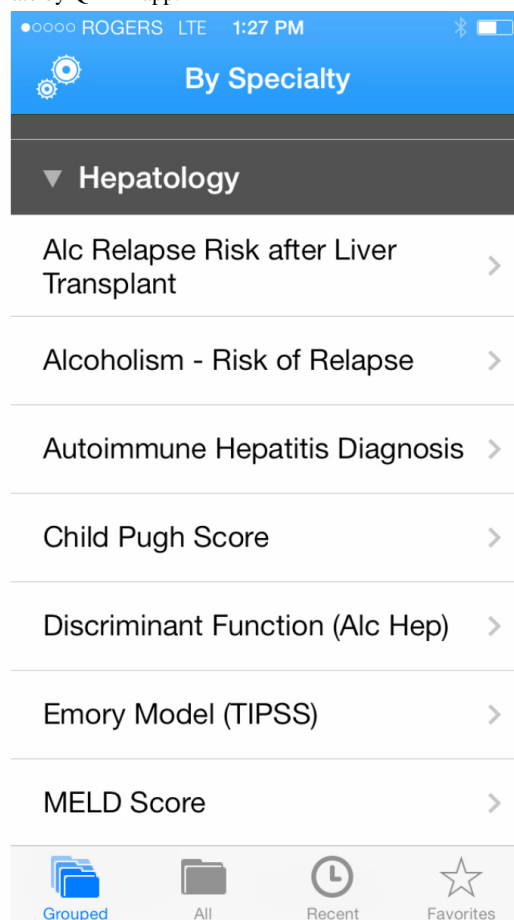 ROGERS LTE 1:27 PM
By Specialty
Hepatology
Alc Relapse Risk after Liver
Transplant
Alcoholism - Risk of Relapse
Autoimmune Hepatitis Diagnosis
Child Pugh Score
Discriminant Function (Alc Hep)
Emory Model (TIPSS)
MELD Score
Grouped All Recent Favorites